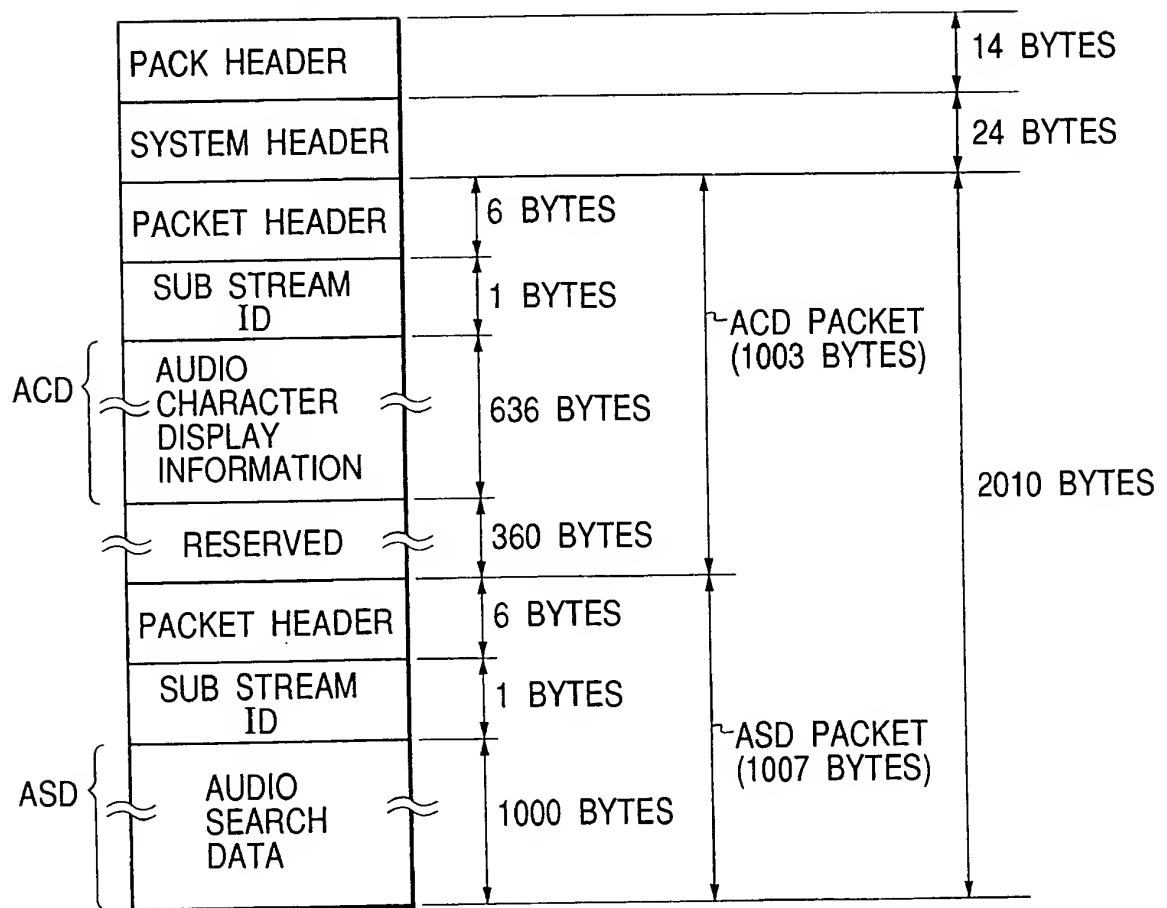 PACK HEADER
14 BYTES
SYSTEM HEADER
24 BYTES
PACKET HEADER
6 BYTES
SUB STREAM
ID
1 BYTES
ACD PACKET
(1003 BYTES)
ACD
AUDIO
CHARACTER
DISPLAY
INFORMATION
636 BYTES
2010 BYTES
RESERVED
360 BYTES
PACKET HEADER
6 BYTES
SUB STREAM
ID
1 BYTES
ASD PACKET
(1007 BYTES)
ASD
AUDIO
SEARCH
DATA
1000 BYTES